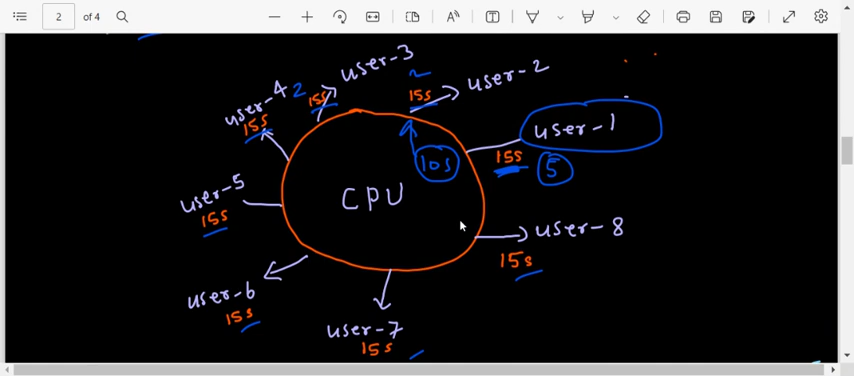 2 of 4
user-3
user-2
user-4 2
15s
15s
15s
user-1
10s
15s
5
user-5
CPU
15s
user-8
15s
user-6
15s
user-7
15s